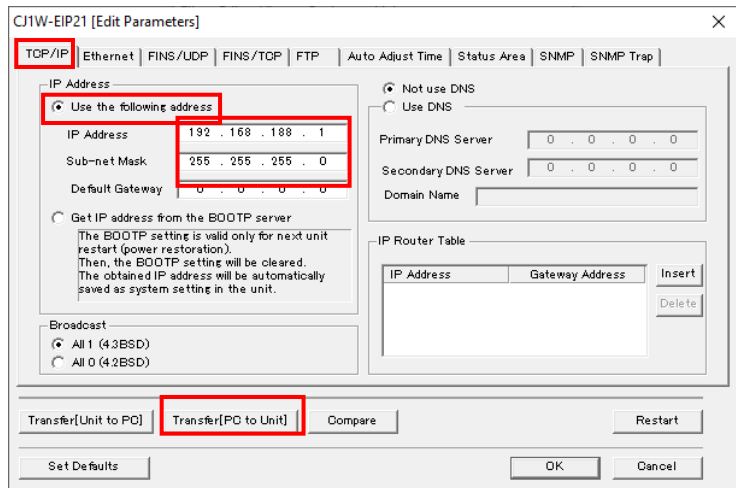 CJ1W-EIP21 [Edit Parameters]
TCP/IP Ethernet FINS/UDP FINS/TCP FTP Auto Adjust Time Status Area SNMP SNMP Trap
IP Address
Use the following address
IP Address 192 . 168 . 188 . 1
Sub-net Mask 255 . 255 . 255 . 0
Default Gateway 0 . 0 . 0 . 0
Get IP address from the BOOTP server
The BOOTP setting is valid only for next unit
restart (power restoration).
Then, the BOOTP setting will be cleared.
The obtained IP address will be automatically
saved as system setting in the unit.
Broadcast
All 1 (4.3BSD)
All 0 (4.2BSD)
Not use DNS
Use DNS
Primary DNS Server 0 . 0 . 0 . 0
Secondary DNS Server 0 . 0 . 0 . 0
Domain Name
IP Router Table
IP Address Gateway Address Insert
Delete
Transfer[Unit to PC] Transfer[PC to Unit] Compare Restart
Set Defaults OK Cancel